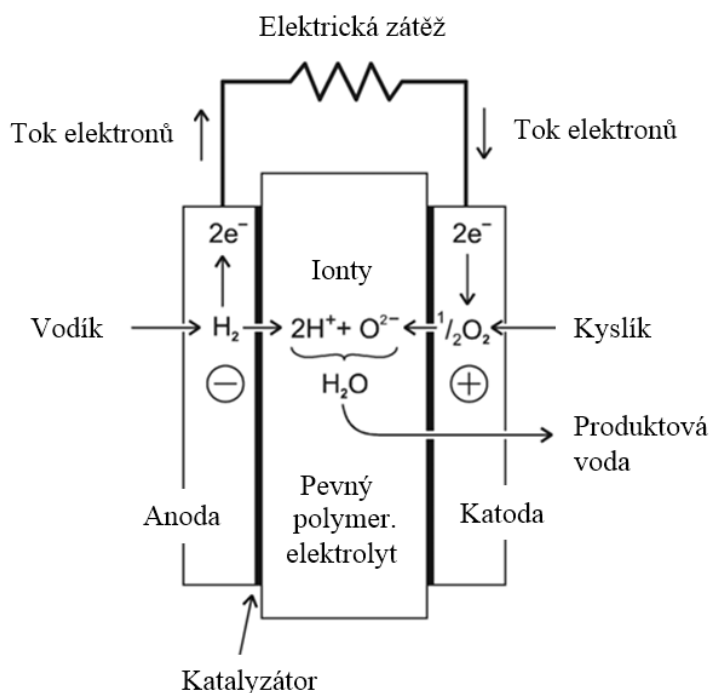 Elektrická zátěž
Tok elektronů
Tok elektronů
2e⁻
2e⁻
Ionty
Vodík
H₂
2H⁺ + O²⁻
¹/₂O₂
Kyslík
−
H₂O
+
Produktová
voda
Anoda
Pevný
polymer.
elektrolyt
Katoda
Katalyzátor